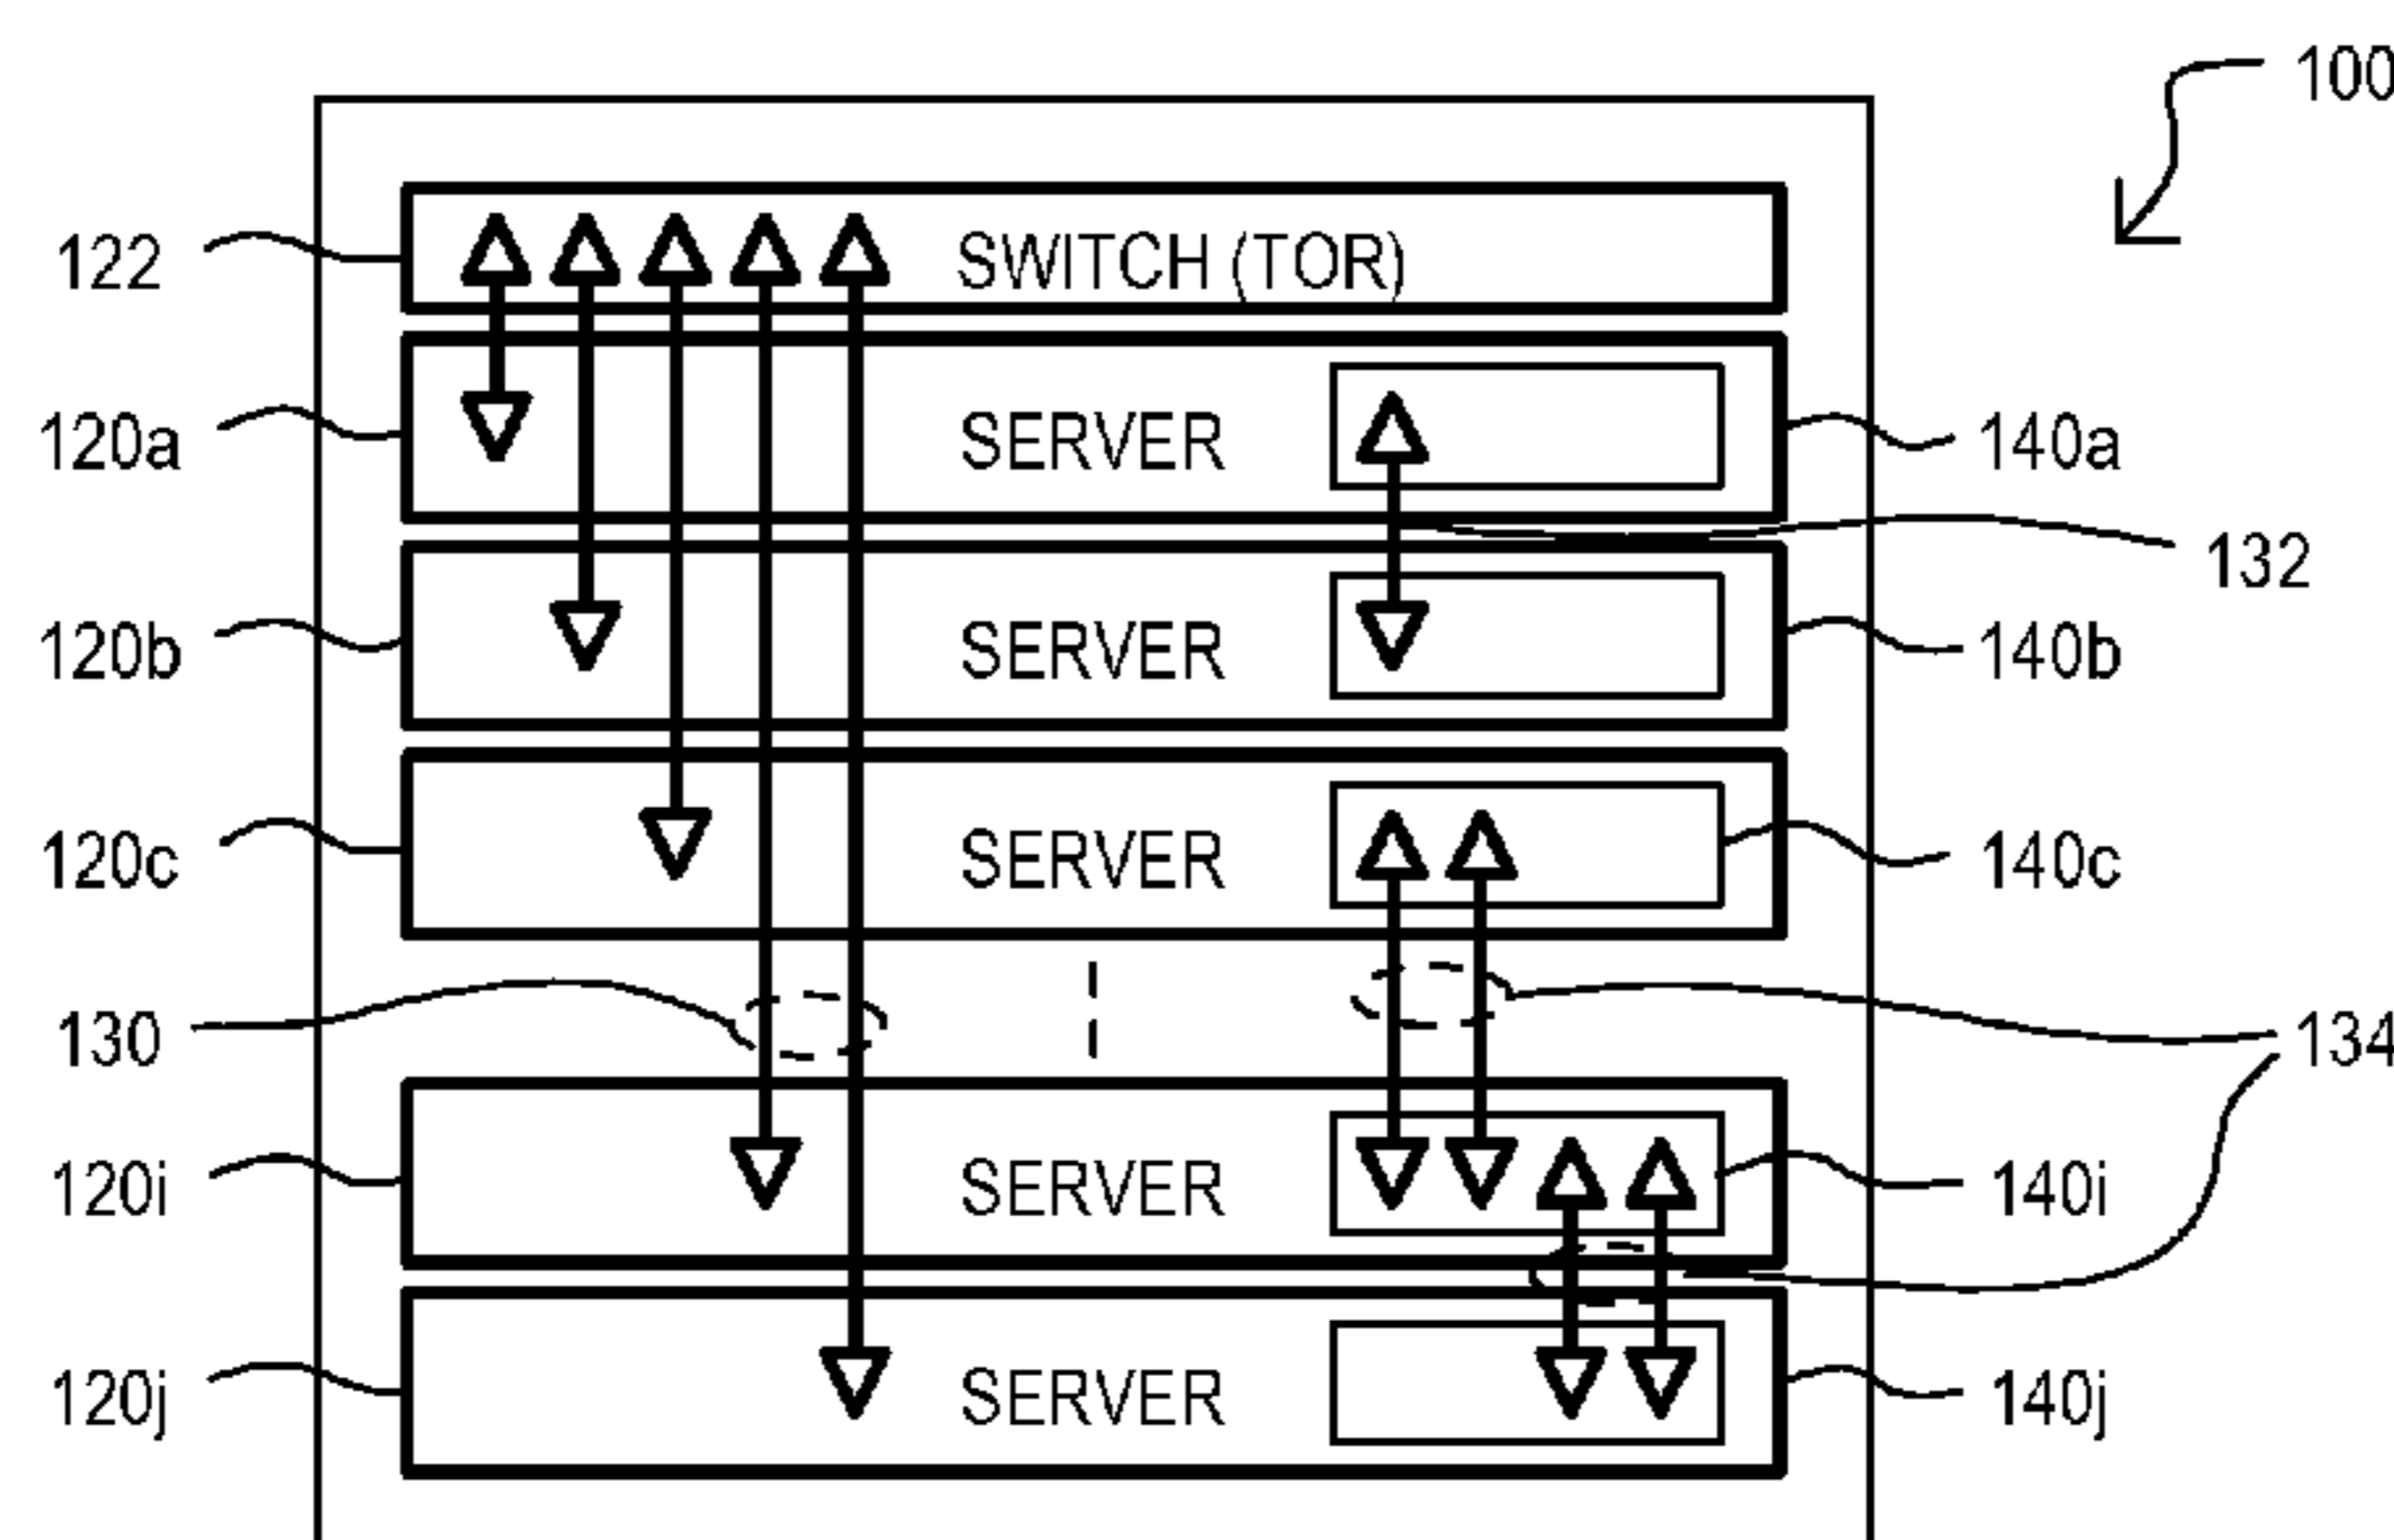 100
122 SWITCH (TOR)
120a SERVER 140a
132
120b SERVER 140b
120c SERVER 140c
130 134
120i SERVER 140i
120j SERVER 140j